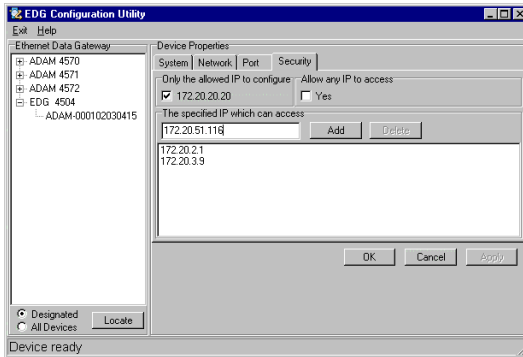 EDG Configuration Utility
Exit Help
Ethernet Data Gateway
ADAM 4570
ADAM 4571
ADAM 4572
EDG 4504
ADAM-000102030415
Designated
All Devices
Locate
Device Properties
System Network Port Security
Only the allowed IP to configure
172.20.20.20
Allow any IP to access
Yes
The specified IP which can access
172.20.51.116
Add Delete
172.20.2.1
172.20.3.9
OK Cancel Apply
Device ready